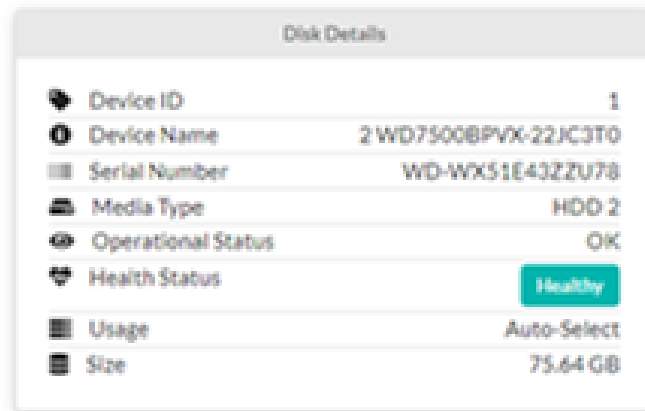 Disk Details
Device ID 1
Device Name 2 WD7500BPVX-22JC3T0
Serial Number WD-WX51E43ZZU78
Media Type HDD 2
Operational Status OK
Health Status Healthy
Usage Auto-Select
Size 75.64 GB